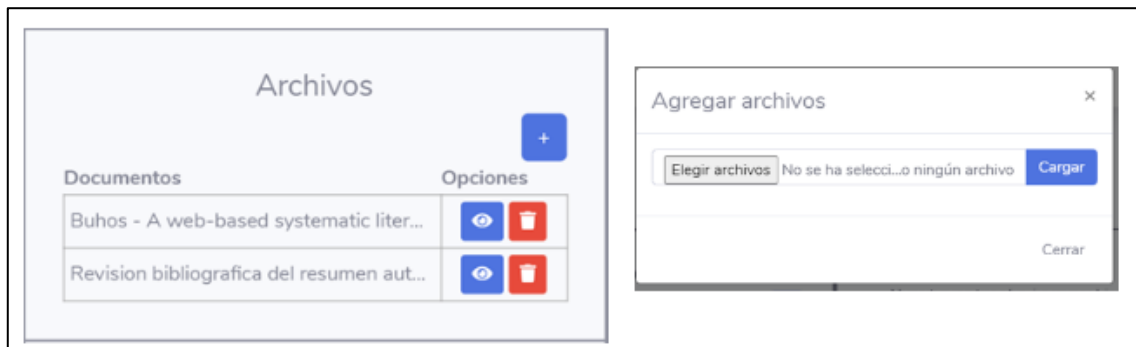 Archivos
+
Documentos Opciones
Buhos - A web-based systematic liter...
Revision bibliografica del resumen aut...
Agregar archivos ×
Elegir archivos No se ha selecci...o ningún archivo Cargar
Cerrar